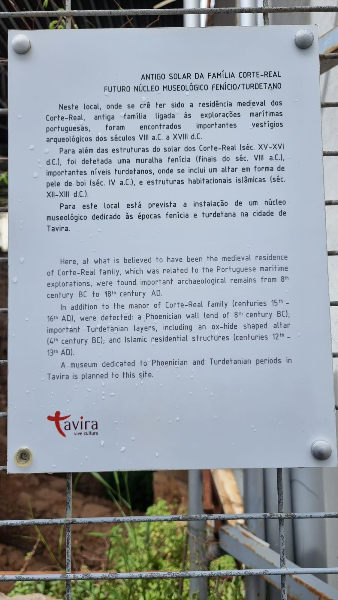 ANTIGO SOLAR DA FAMÍLIA CORTE-REAL
FUTURO NÚCLEO MUSEOLÓGICO FENÍCIO/TURDETANO
Neste local, onde se crê ter sido a residência medieval dos
Corte-Real, antiga família ligada às explorações marítimas
portuguesas, foram encontrados importantes vestígios
arqueológicos dos séculos VIII a.C. a XVIII d.C.
Para além das estruturas do solar dos Corte-Real (séc. XV-XVI
d.C.), foi detetada uma muralha fenícia (finais do séc. VIII a.C.),
importantes níveis turdetanos, onde se inclui um altar em forma de
pele de boi (séc. IV a.C.), e estruturas habitacionais islâmicas (séc.
XII-XIII d.C.).
Para este local está prevista a instalação de um núcleo
museológico dedicado às épocas fenícia e turdetana na cidade de
Tavira.
Here, at what is believed to have been the medieval residence
of Corte-Real family, which was related to the Portuguese maritime
explorations, were found important archaeological remains from 8th
century BC to 18th century AD.
In addition to the manor of Corte-Real family (centuries 15th -
16th AD), were detected: a Phoenician wall (end of 8th century BC);
important Turdetanian layers, including an ox-hide shaped altar
(4th century BC); and Islamic residential structures (centuries 12th -
13th AD).
A museum dedicated to Phoenician and Turdetanian periods in
Tavira is planned to this site.
tavira
vive cultura